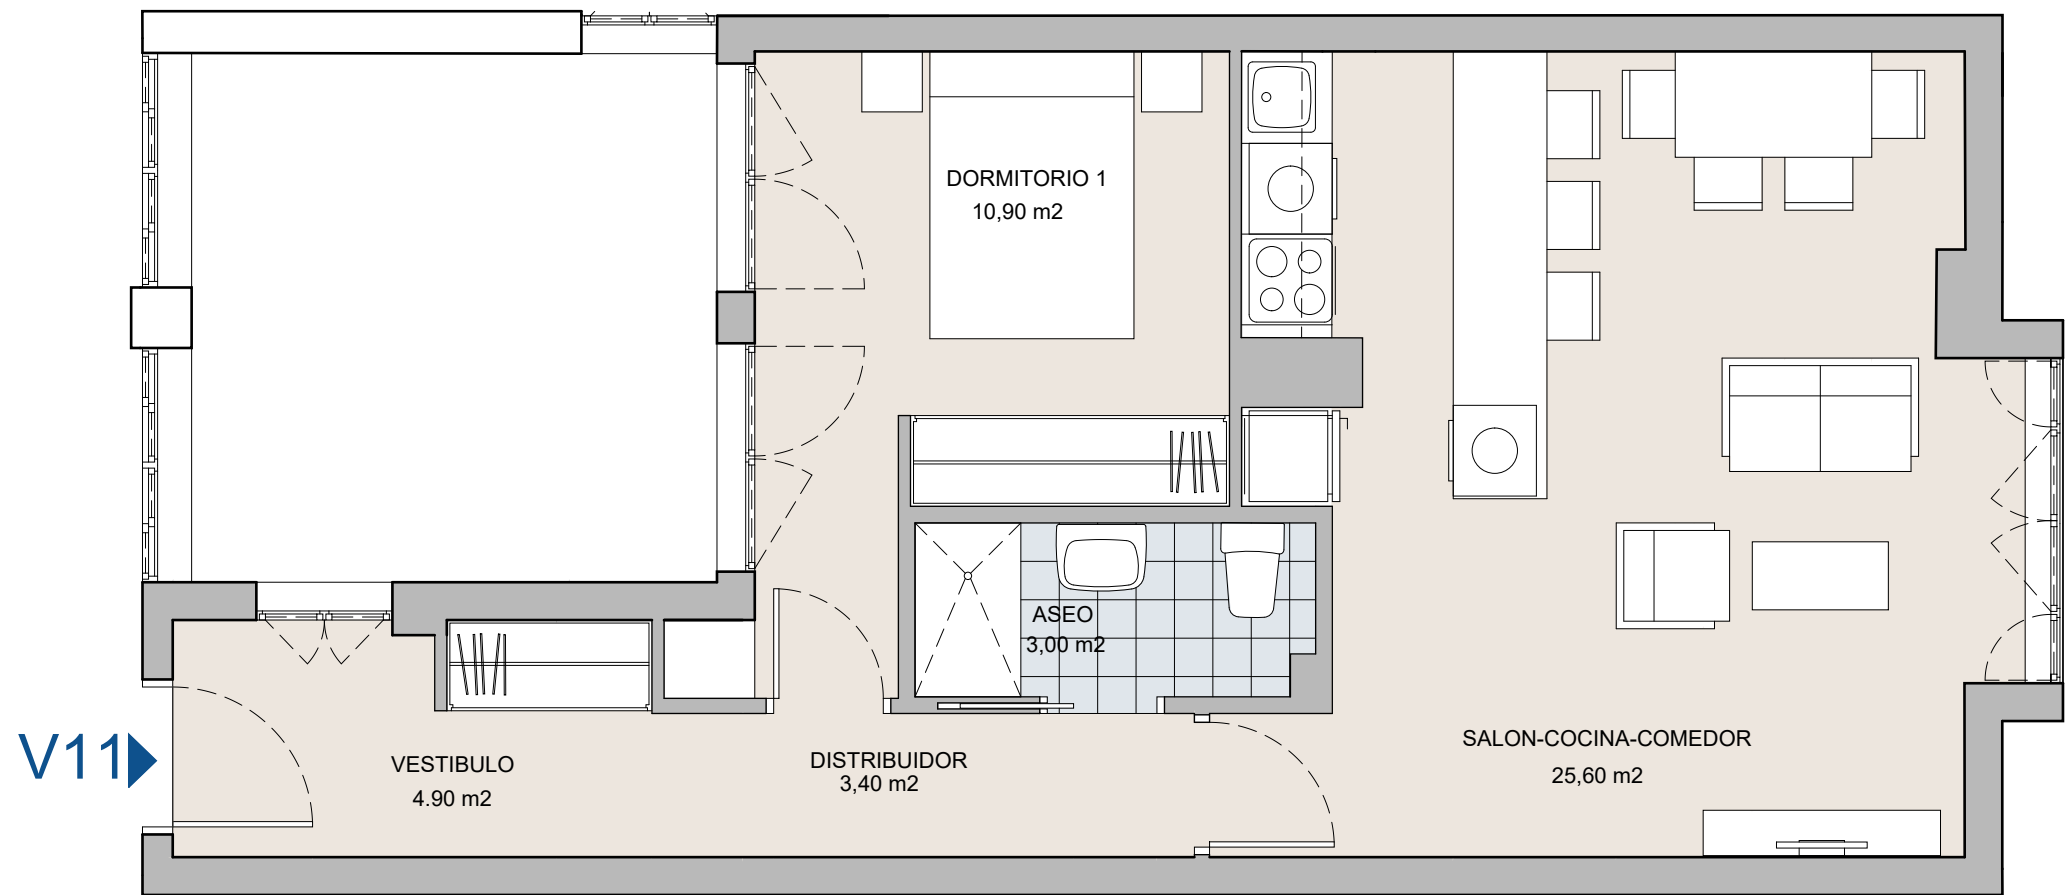 DORMITORIO 1
10,90 m2
ASEO
3,00 m2
V11
VESTIBULO
4.90 m2
DISTRIBUIDOR
3,40 m2
SALON-COCINA-COMEDOR
25,60 m2